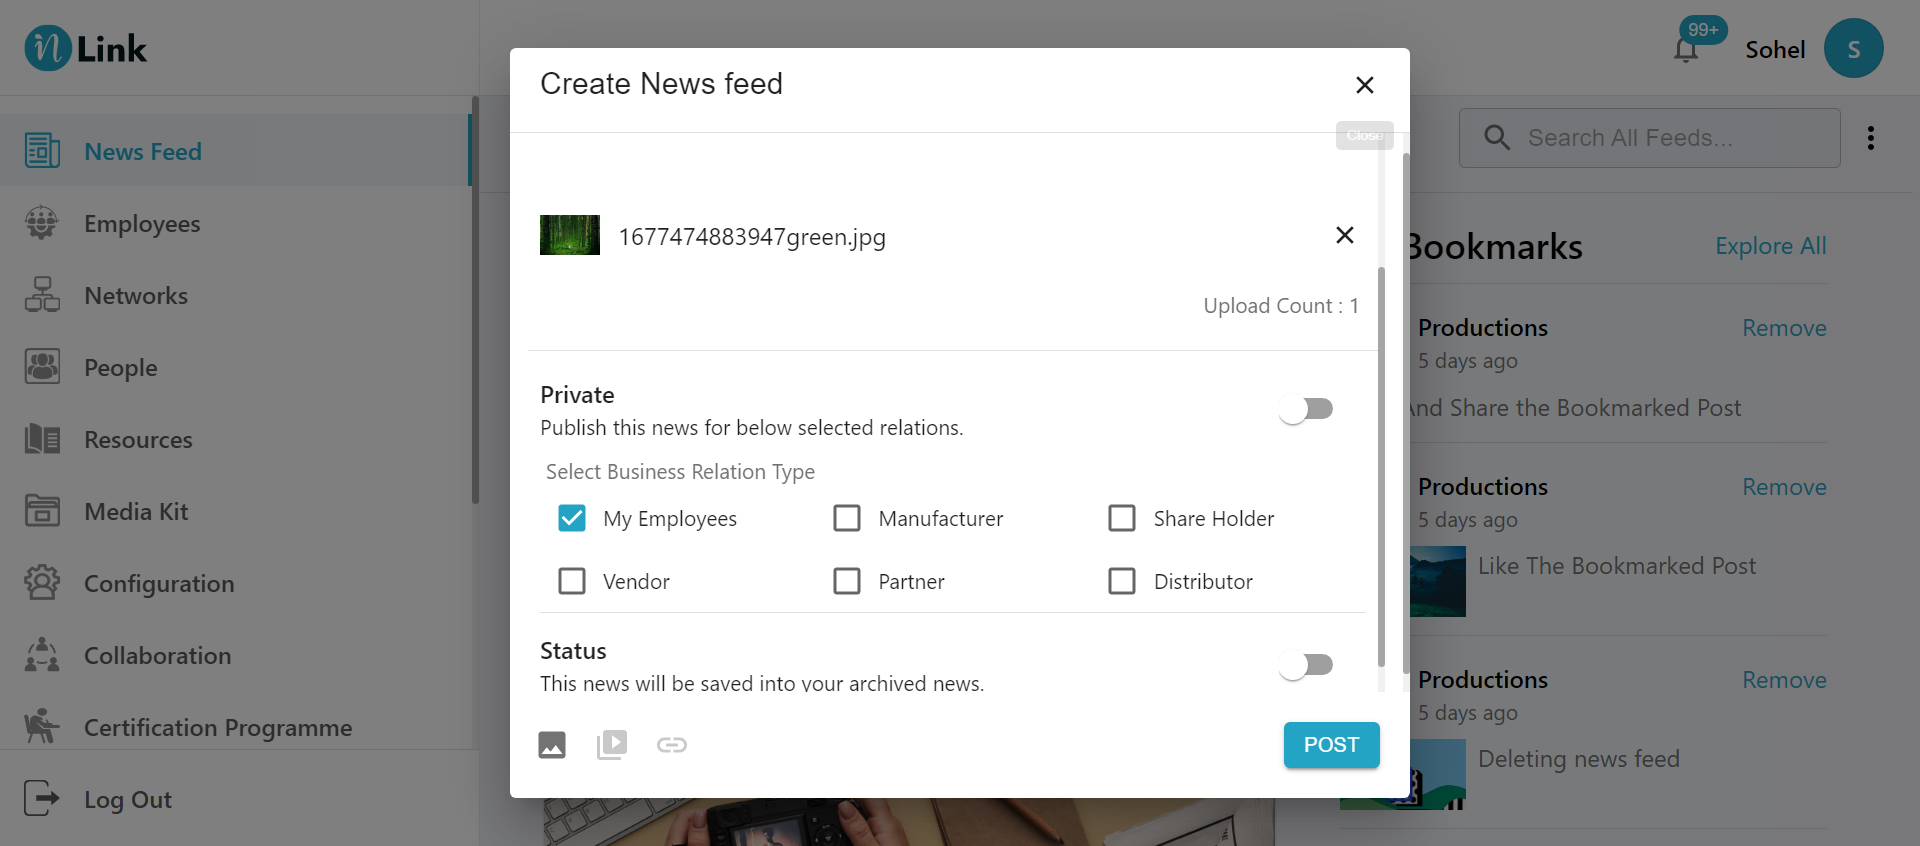 Link
99+
Sohel
S
Create News feed
Close
Search All Feeds...
News Feed
Employees
Networks
People
Resources
Media Kit
Configuration
Collaboration
Certification Programme
Log Out
1677474883947green.jpg
Upload Count : 1
Private
Publish this news for below selected relations.
Select Business Relation Type
My Employees
Manufacturer
Share Holder
Vendor
Partner
Distributor
Status
This news will be saved into your archived news.
POST
Bookmarks
Explore All
Productions
Remove
5 days ago
And Share the Bookmarked Post
Productions
Remove
5 days ago
Like The Bookmarked Post
Productions
Remove
5 days ago
Deleting news feed